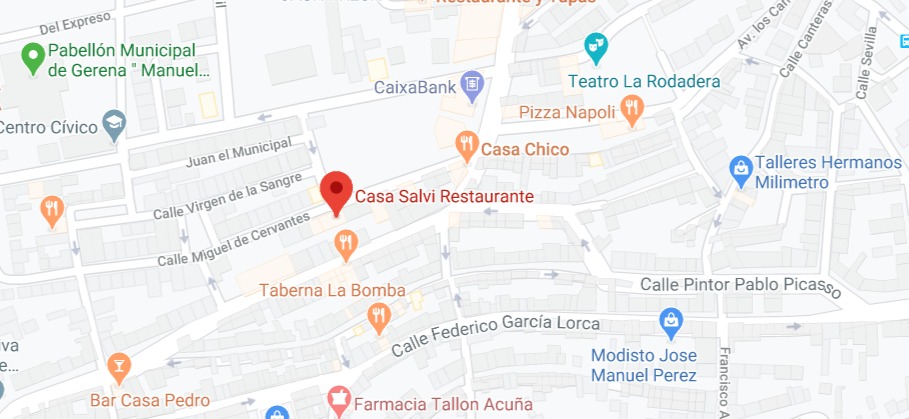 Restaurante y Tapas
Del Expreso
Pabellón Municipal
de Gerena " Manuel...
Av. los Can
Calle Canteras
Calle Sevilla
Teatro La Rodadera
CaixaBank
Pizza Napoli
Centro Cívico
Juan el Municipal
Casa Chico
Talleres Hermanos
Milimetro
Calle Virgen de la Sangre
Casa Salvi Restaurante
Calle Miguel de Cervantes
Taberna La Bomba
Calle Pintor Pablo Picasso
Calle Federico García Lorca
iva
e...
Modisto Jose
Manuel Perez
Francisco A
Bar Casa Pedro
Farmacia Tallon Acuña